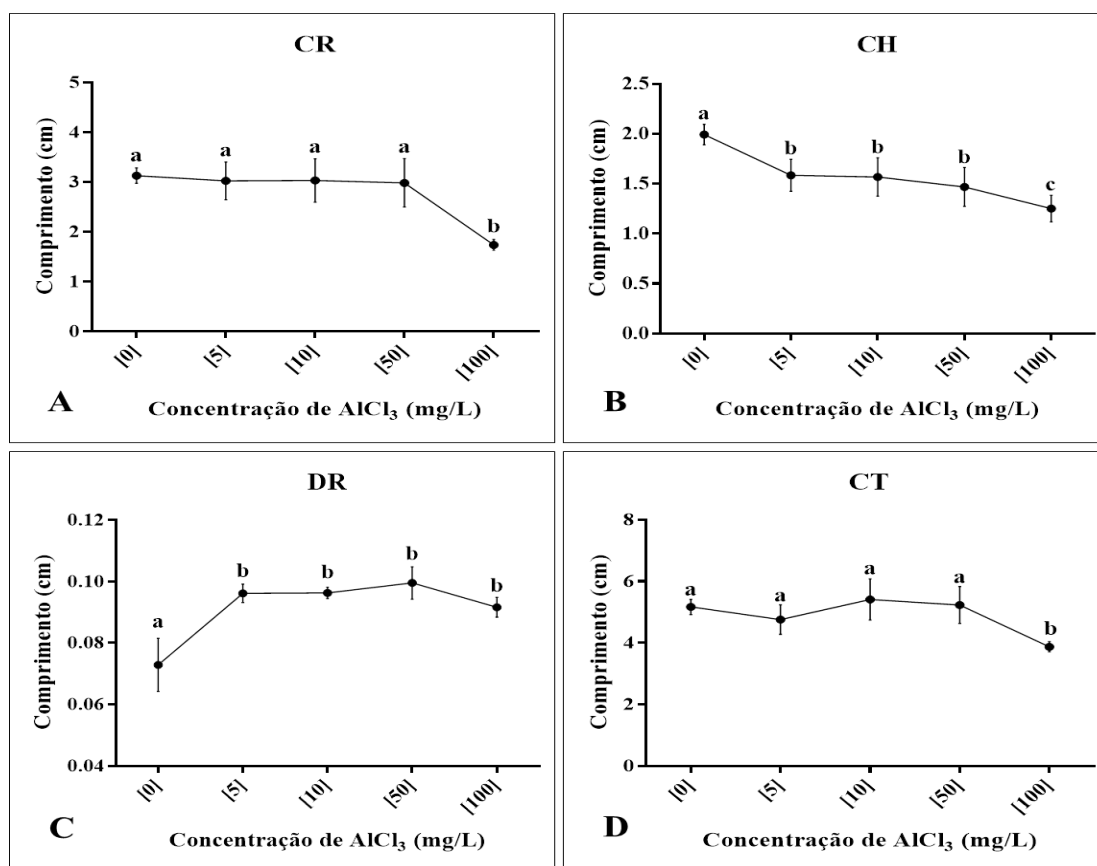 CR
Comprimento (cm)
5
4
3
2
1
0
a
a
a
a
b
[0]
[5]
[10]
[50]
[100]
A
Concentração de AlCl₃ (mg/L)
CH
Comprimento (cm)
2.5
2.0
1.5
1.0
0.5
0.0
a
b
b
b
c
[0]
[5]
[10]
[50]
[100]
B
Concentração de AlCl₃ (mg/L)
DR
Comprimento (cm)
0.12
0.10
0.08
0.06
0.04
a
b
b
b
b
[0]
[5]
[10]
[50]
[100]
C
Concentração de AlCl₃ (mg/L)
CT
Comprimento (cm)
8
6
4
2
0
a
a
a
a
b
[0]
[5]
[10]
[50]
[100]
D
Concentração de AlCl₃ (mg/L)